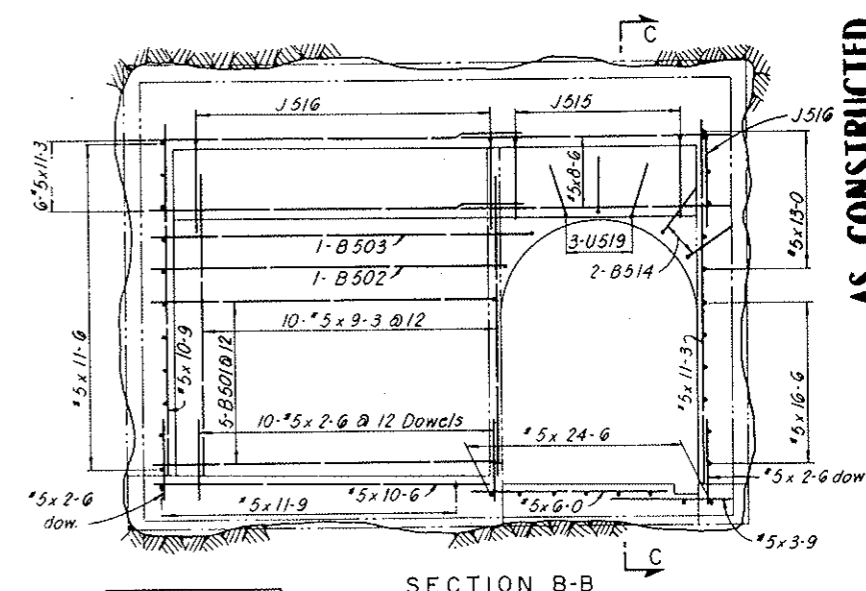 C
J516
J515
J516
6-#5x11-3
#5x8-6
#5x13-0
3-U519
1-B503
2-B514
1-B502
10-#5x9-3 @12
#5x11-6
#5x10-9
5-B501@12
#5x11-3
#5x16-6
10-#5x2-6 @ 12 Dowels
#5x24-6
#5x2-6
dow.
#5x10-6
#5x2-6 dow
#5x11-9
#5x6-0
#5x3-9
C
SECTION B-B
AS CONSTRUCTED